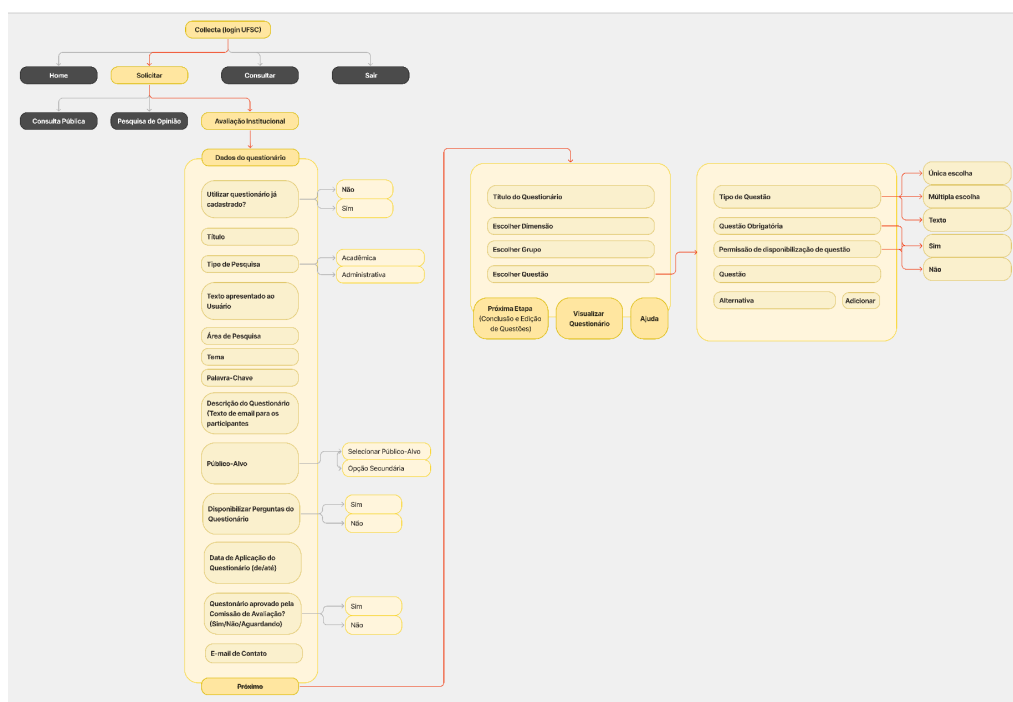 Collecta (login UFSC)
Home
Solicitar
Consultar
Sair
Consulta Pública
Pesquisa de Opinião
Avaliação Institucional
Dados do questionário
Utilizar questionário já
cadastrado?
Não
Sim
Título
Tipo de Pesquisa
Acadêmica
Administrativa
Texto apresentado ao
Usuário
Área de Pesquisa
Tema
Palavra-Chave
Descrição do Questionário
(Texto de email para os
participantes
Público-Alvo
Selecionar Público-Alvo
Opção Secundária
Disponibilizar Perguntas do
Questionário
Sim
Não
Data de Aplicação do
Questionário (de/até)
Questonário aprovado pela
Comissão de Avaliação?
(Sim/Não/Aguardando)
Sim
Não
E-mail de Contato
Próximo
Título do Questionário
Escolher Dimensão
Escolher Grupo
Escolher Questão
Próxima Etapa
(Conclusão e Edição
de Questões)
Visualizar
Questionário
Ajuda
Tipo de Questão
Questão Obrigatória
Permissão de disponibilização de questão
Questão
Alternativa
Adicionar
Única escolha
Múltipla escolha
Texto
Sim
Não